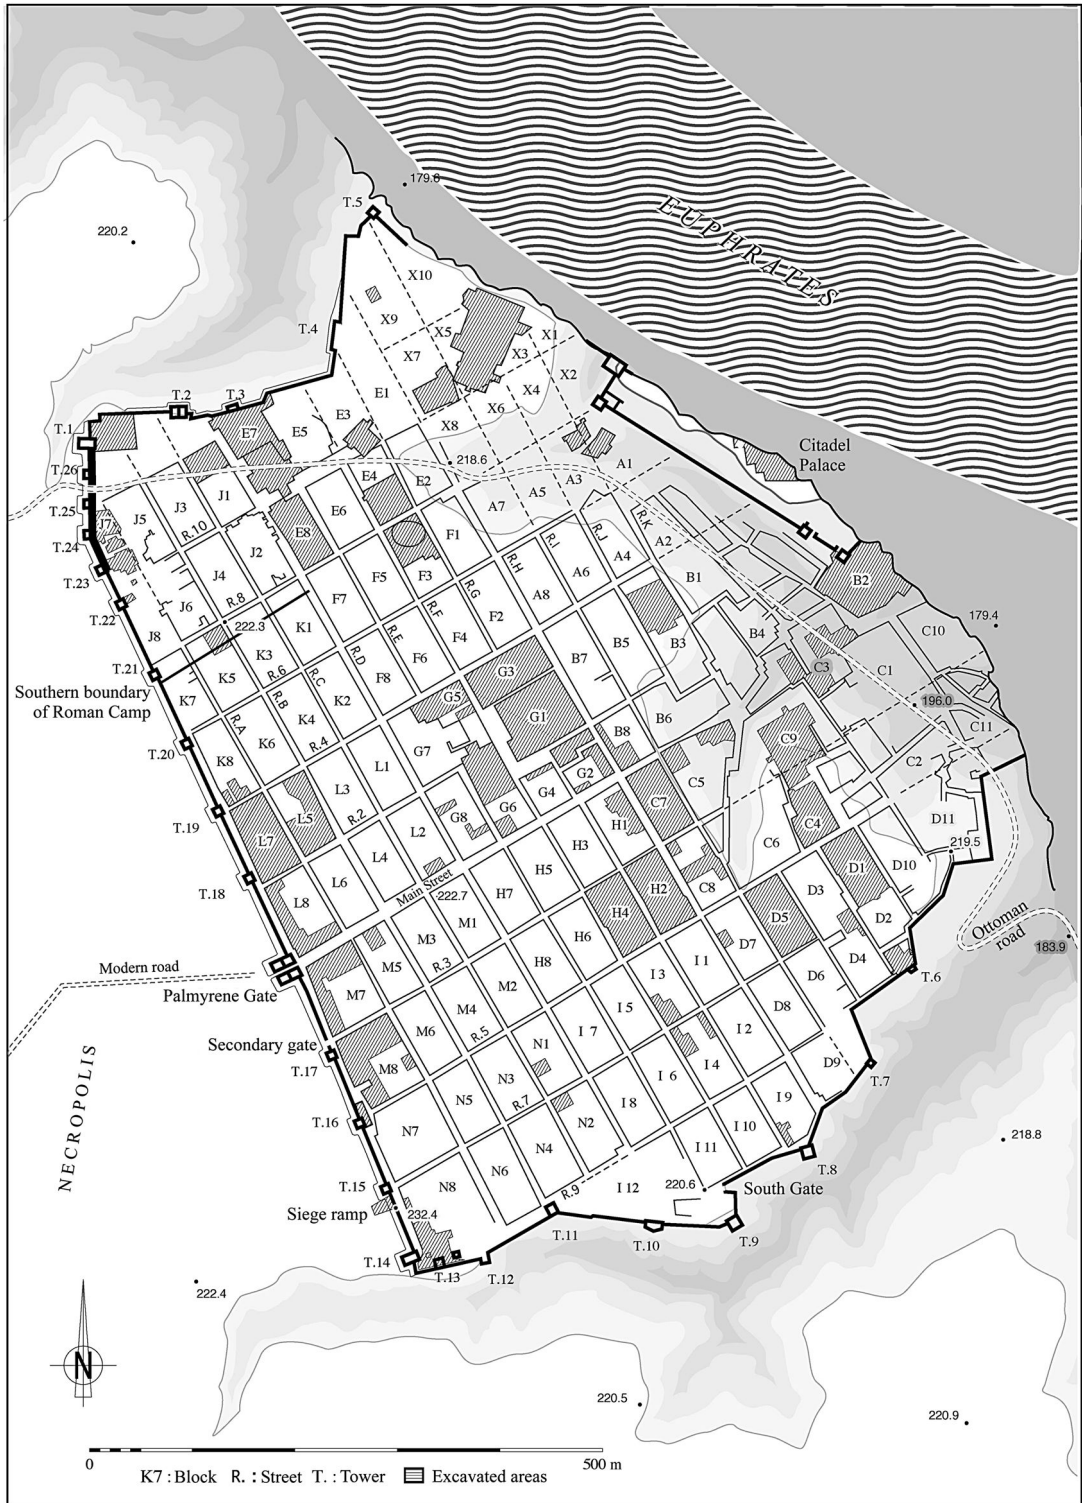 179.6
T.5
220.2
EUPHRATES
X10
T.4
X9
X5
X1
X7
X3
X2
E1
X4
T.2
T.3
E3
X6
T.1
E7
E5
X8
Citadel
Palace
T.26
218.6
A1
E4
E2
A3
T.25
J3
J1
A5
J7
J5
E6
A7
R.K
R.10
E8
F1
R.I
R.J
A2
T.24
J2
R.H
A4
J4
F5
F3
A6
B1
B2
T.23
R.G
A8
J6
R.8
F7
R.F
F2
T.22
222.3
K1
R.E
F4
B5
B3
B4
C10
179.4
J8
K3
R.D
F6
B7
T.21
K5
R.6
R.C
F8
G3
C3
C1
Southern boundary
of Roman Camp
K7
R.B
K2
G5
B6
196.0
R.A
K4
G1
C11
T.20
K6
R.4
G7
B8
C9
K8
L1
G2
C5
C2
L3
G4
T.19
L5
R.2
G6
C7
L7
L2
G8
H1
C4
D11
L4
H3
C6
219.5
T.18
L6
Main Street
H5
D1
D10
L8
222.7
H7
H2
C8
D3
M1
H4
D5
D2
M3
H6
Ottoman
road
Modern road
M5
R.3
D7
D4
183.9
Palmyrene Gate
H8
I 3
I 1
D6
T.6
M7
M2
M4
I 5
D8
M6
R.5
I 7
I 2
Secondary gate
N1
D9
T.17
M8
N3
I 6
I 4
T.7
N5
R.7
I 8
I 9
T.16
N7
N2
I 10
218.8
N4
I 11
T.8
NECROPOLIS
T.15
N8
N6
R.9
I 12
220.6
South Gate
Siege ramp
232.4
T.14
T.13
T.12
T.11
T.10
T.9
222.4
N
220.5
220.9
0
500 m
K7 : Block R. : Street T. : Tower Excavated areas